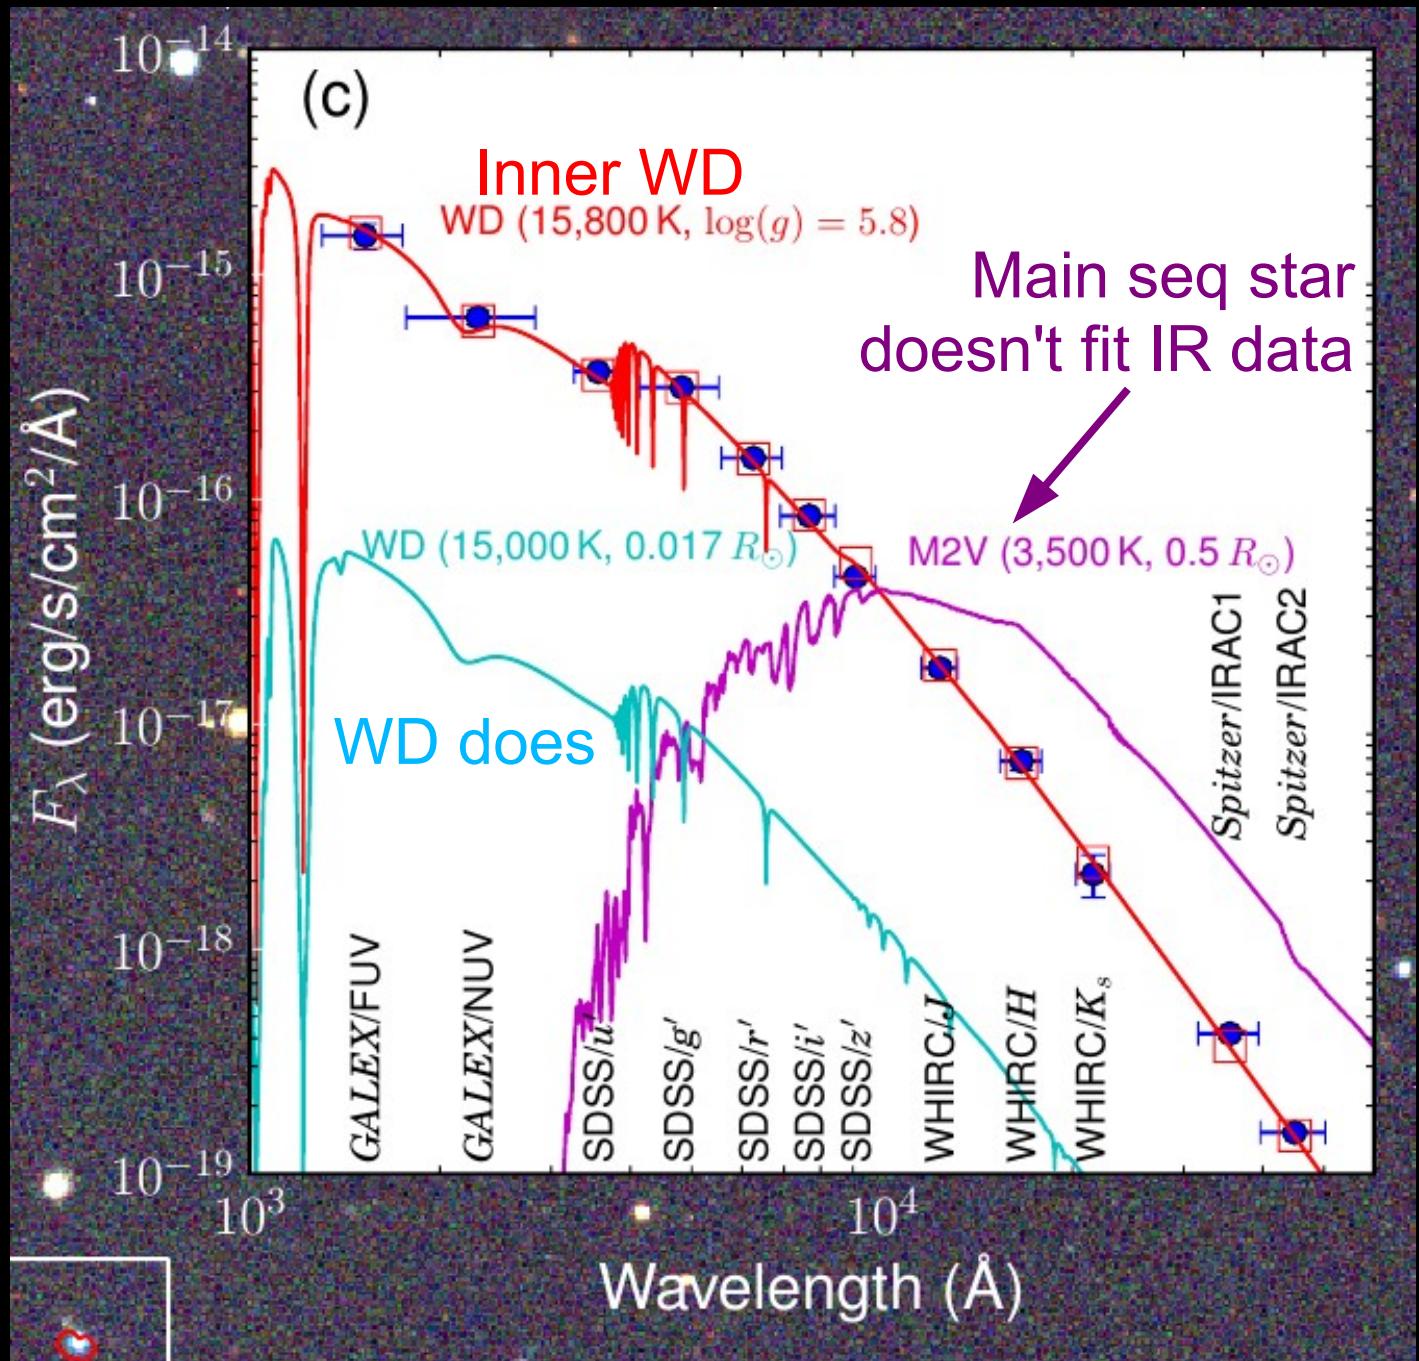 10⁻¹⁴
(c)
Inner WD
WD (15,800 K, log(g) = 5.8)
Main seq star
doesn't fit IR data
10⁻¹⁵
10⁻¹⁶
WD (15,000 K, 0.017 R☉)
M2V (3,500 K, 0.5 R☉)
Spitzer/IRAC1
Spitzer/IRAC2
10⁻¹⁷
WD does
10⁻¹⁸
GALEX/FUV
GALEX/NUV
SDSS/u′
SDSS/g′
SDSS/r′
SDSS/i′
SDSS/z′
WHIRC/J
WHIRC/H
WHIRC/Kₛ
10⁻¹⁹
10³
10⁴
Fλ (erg/s/cm²/Å)
Wavelength (Å)